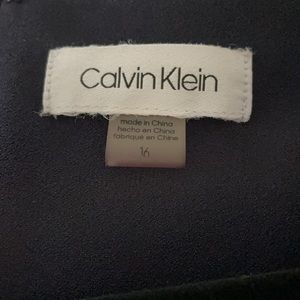 Calvin Klein
made in China
hecho en China
fabriqué en Chine
16